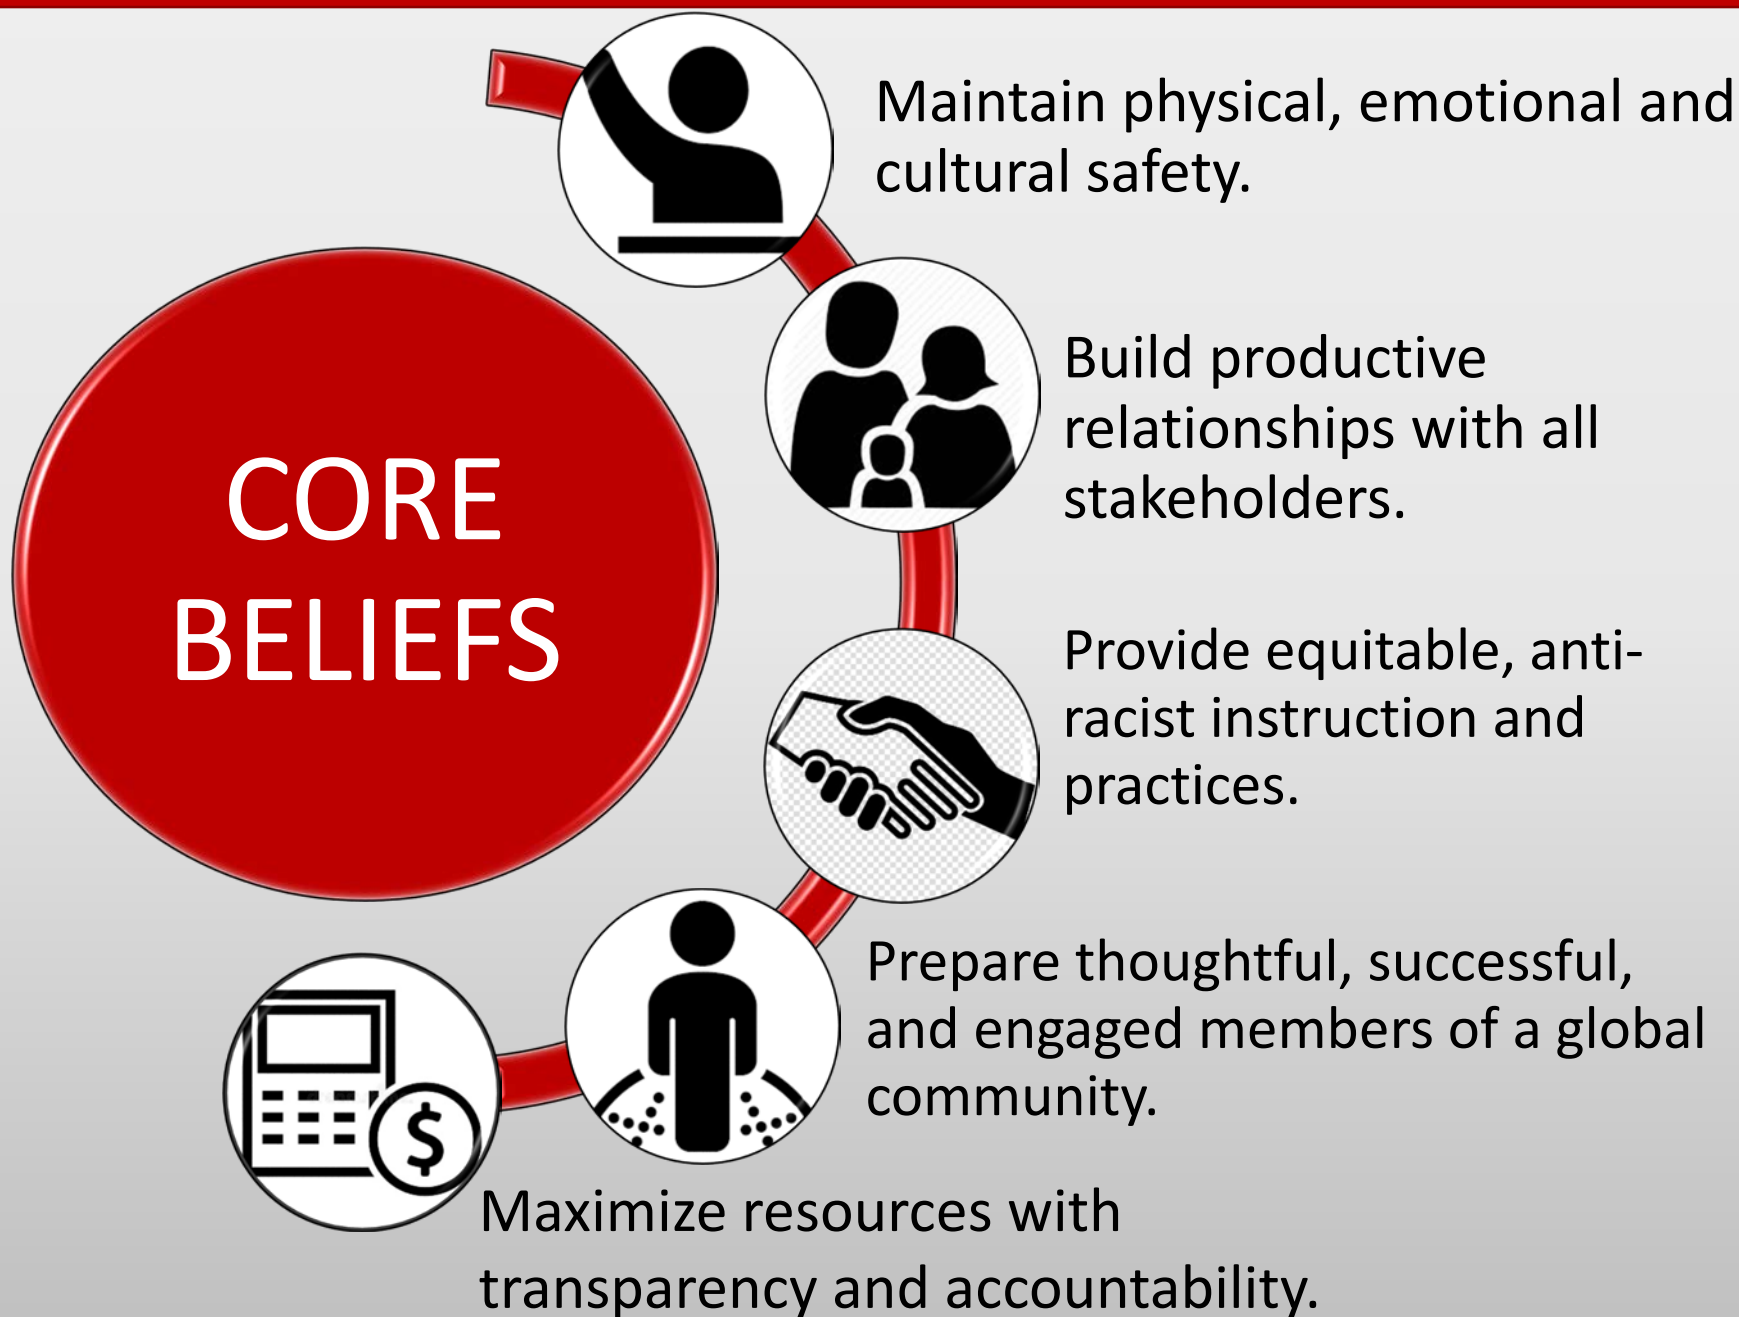 CORE
BELIEFS
Maintain physical, emotional and
cultural safety.
Build productive
relationships with all
stakeholders.
Provide equitable, anti-
racist instruction and
practices.
Prepare thoughtful, successful,
and engaged members of a global
community.
$
Maximize resources with
transparency and accountability.